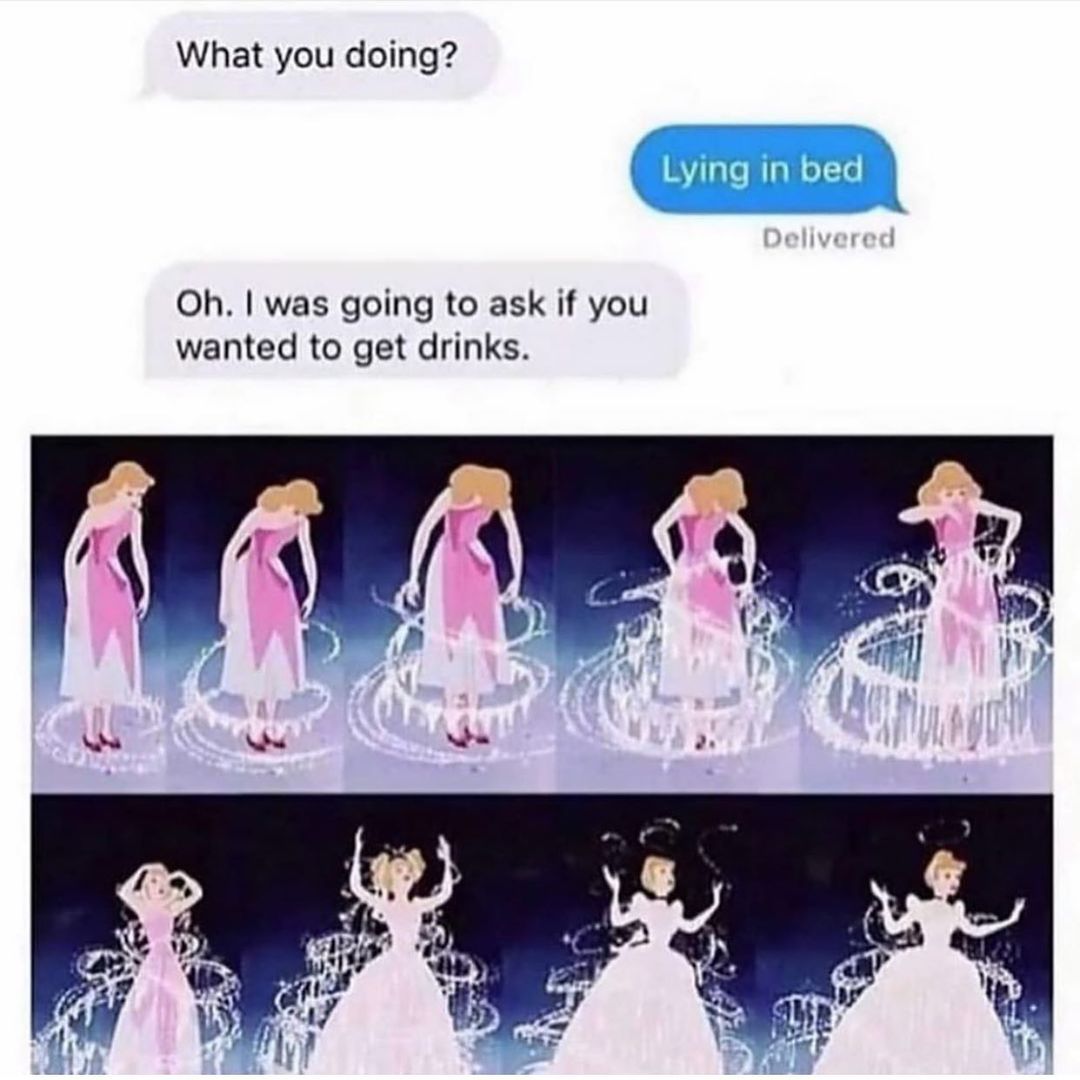 What you doing?
Lying in bed
Delivered
Oh. I was going to ask if you
wanted to get drinks.